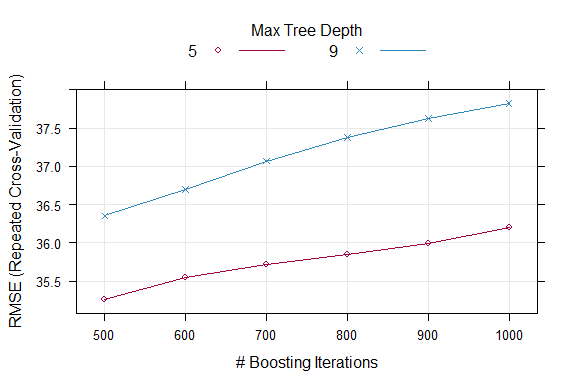 Max Tree Depth
5 9
RMSE (Repeated Cross-Validation)
37.5
37.0
36.5
36.0
35.5
500 600 700 800 900 1000
# Boosting Iterations